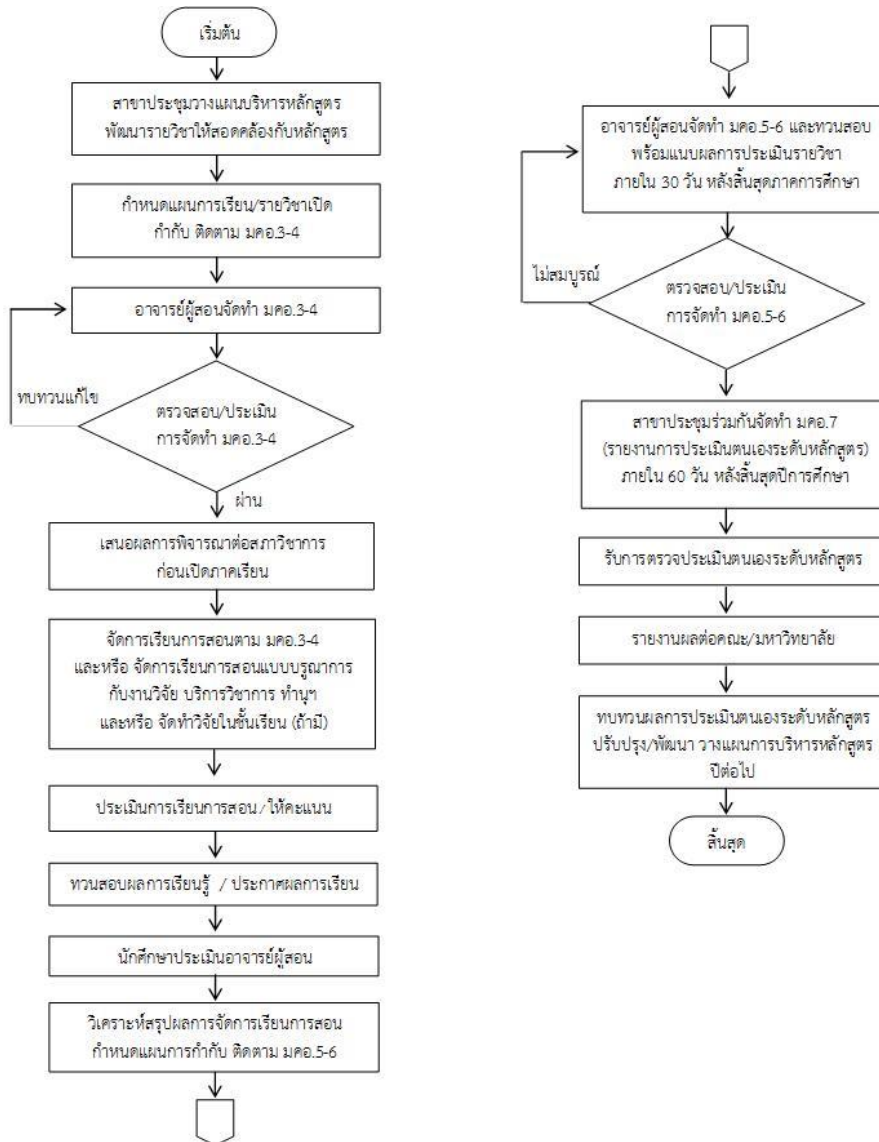 เริ่มต้น
สาขาประชุมวางแผนบริหารหลักสูตร
พัฒนารายวิชาให้สอดคล้องกับหลักสูตร
กำหนดแผนการเรียน/รายวิชาเปิด
กำกับ ติดตาม มคอ.3-4
อาจารย์ผู้สอนจัดทำ มคอ.3-4
ทบทวนแก้ไข
ตรวจสอบ/ประเมิน
การจัดทำ มคอ.3-4
ผ่าน
เสนอผลการพิจารณาต่อสภาวิชาการ
ก่อนเปิดภาคเรียน
จัดการเรียนการสอนตาม มคอ.3-4
และหรือ จัดการเรียนการสอนแบบบรูณาการ
กับงานวิจัย บริการวิชาการ ทำนุฯ
และหรือ จัดทำวิจัยในชั้นเรียน (ถ้ามี)
ประเมินการเรียนการสอน/ให้คะแนน
ทวนสอบผลการเรียนรู้ / ประกาศผลการเรียน
นักศึกษาประเมินอาจารย์ผู้สอน
วิเคราะห์สรุปผลการจัดการเรียนการสอน
กำหนดแผนการกำกับ ติดตาม มคอ.5-6
อาจารย์ผู้สอนจัดทำ มคอ.5-6 และทวนสอบ
พร้อมแนบผลการประเมินรายวิชา
ภายใน 30 วัน หลังสิ้นสุดภาคการศึกษา
ไม่สมบูรณ์
ตรวจสอบ/ประเมิน
การจัดทำ มคอ.5-6
สาขาประชุมร่วมกันจัดทำ มคอ.7
(รายงานการประเมินตนเองระดับหลักสูตร)
ภายใน 60 วัน หลังสิ้นสุดปีการศึกษา
รับการตรวจประเมินตนเองระดับหลักสูตร
รายงานผลต่อคณะ/มหาวิทยาลัย
ทบทวนผลการประเมินตนเองระดับหลักสูตร
ปรับปรุง/พัฒนา วางแผนการบริหารหลักสูตร
ปีต่อไป
สิ้นสุด